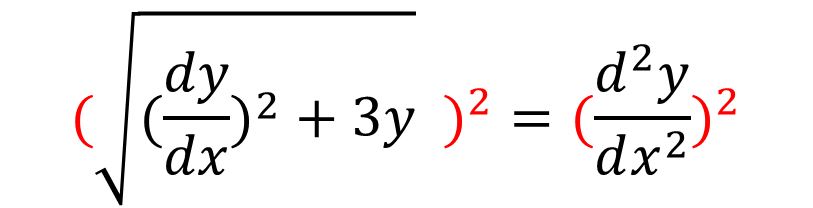 (√((dy/dx)² + 3y))² = (d²y/dx²)²